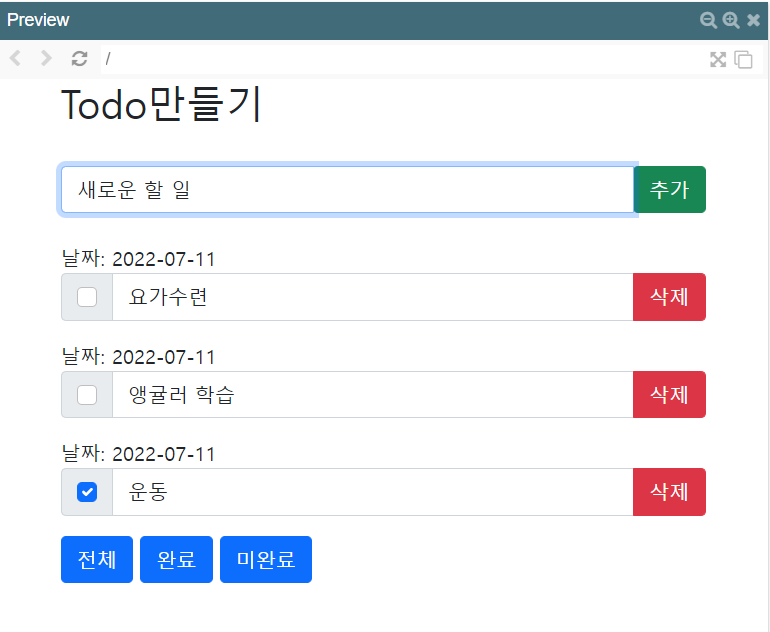 Preview
/
Todo만들기
새로운 할 일 추가
날짜: 2022-07-11
요가수련 삭제
날짜: 2022-07-11
앵귤러 학습 삭제
날짜: 2022-07-11
운동 삭제
전체 완료 미완료